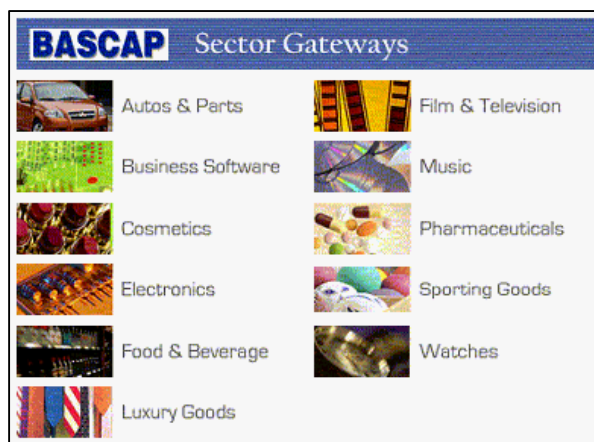 BASCAP Sector Gateways
Autos & Parts
Business Software
Cosmetics
Electronics
Food & Beverage
Luxury Goods
Film & Television
Music
Pharmaceuticals
Sporting Goods
Watches